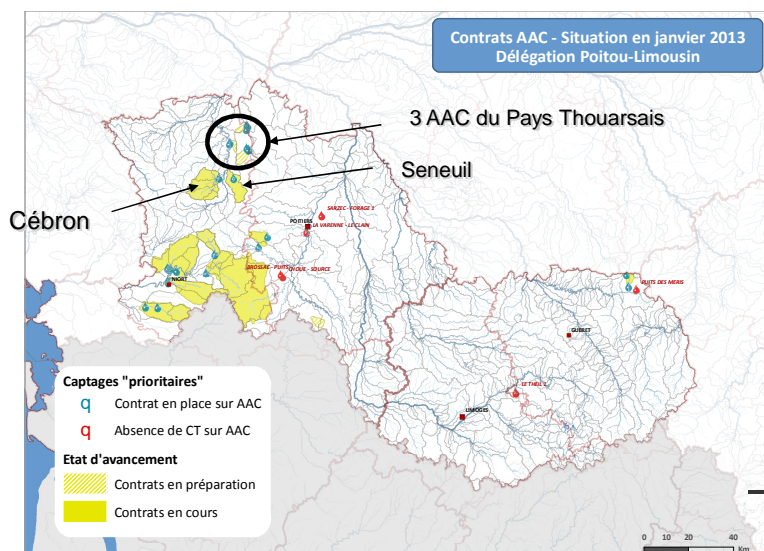 Contrats AAC - Situation en janvier 2013
Délégation Poitou-Limousin
3 AAC du Pays Thouarsais
Seneuil
Cébron
SARZEC - FORAGE 1
POITIERS
LA VARENNE - LE CLAIN
BROSSAC - PUITS
SOURCE
NIORT
PUITS DES MERIS
GUERET
LE THEIL 2
LIMOGES
Captages "prioritaires"
q Contrat en place sur AAC
q Absence de CT sur AAC
Etat d'avancement
Contrats en préparation
Contrats en cours
0 10 20 40
Km